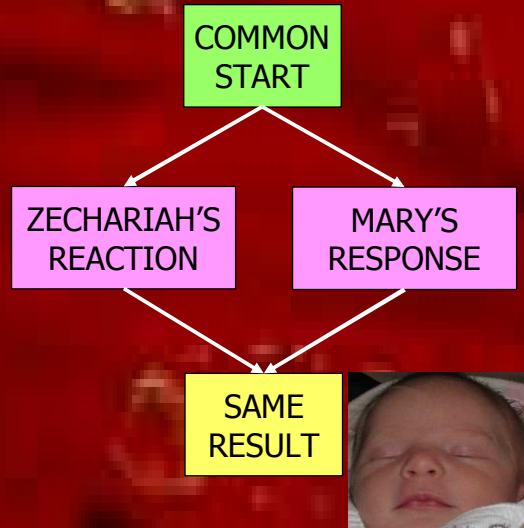 COMMON
START
ZECHARIAH'S
REACTION
MARY'S
RESPONSE
SAME
RESULT